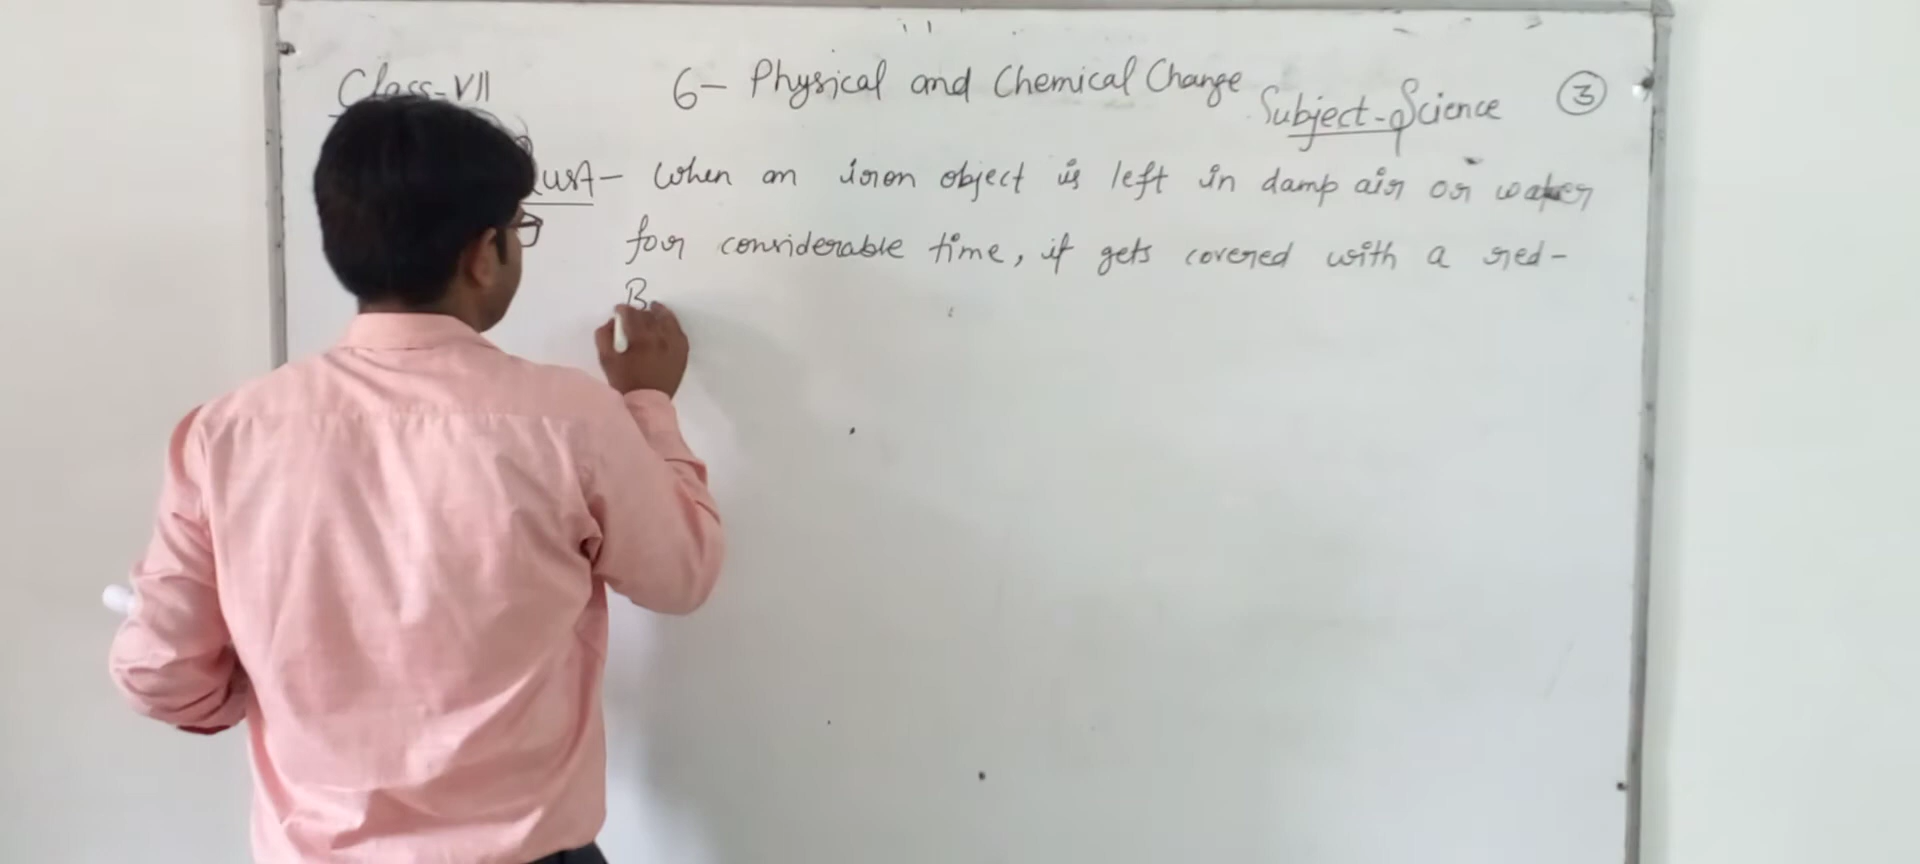 Class-VII
6- Physical and Chemical Change
Subject-Science
3
Rust- When an iron object is left in damp air or water
for considerable time, it gets covered with a red-
B